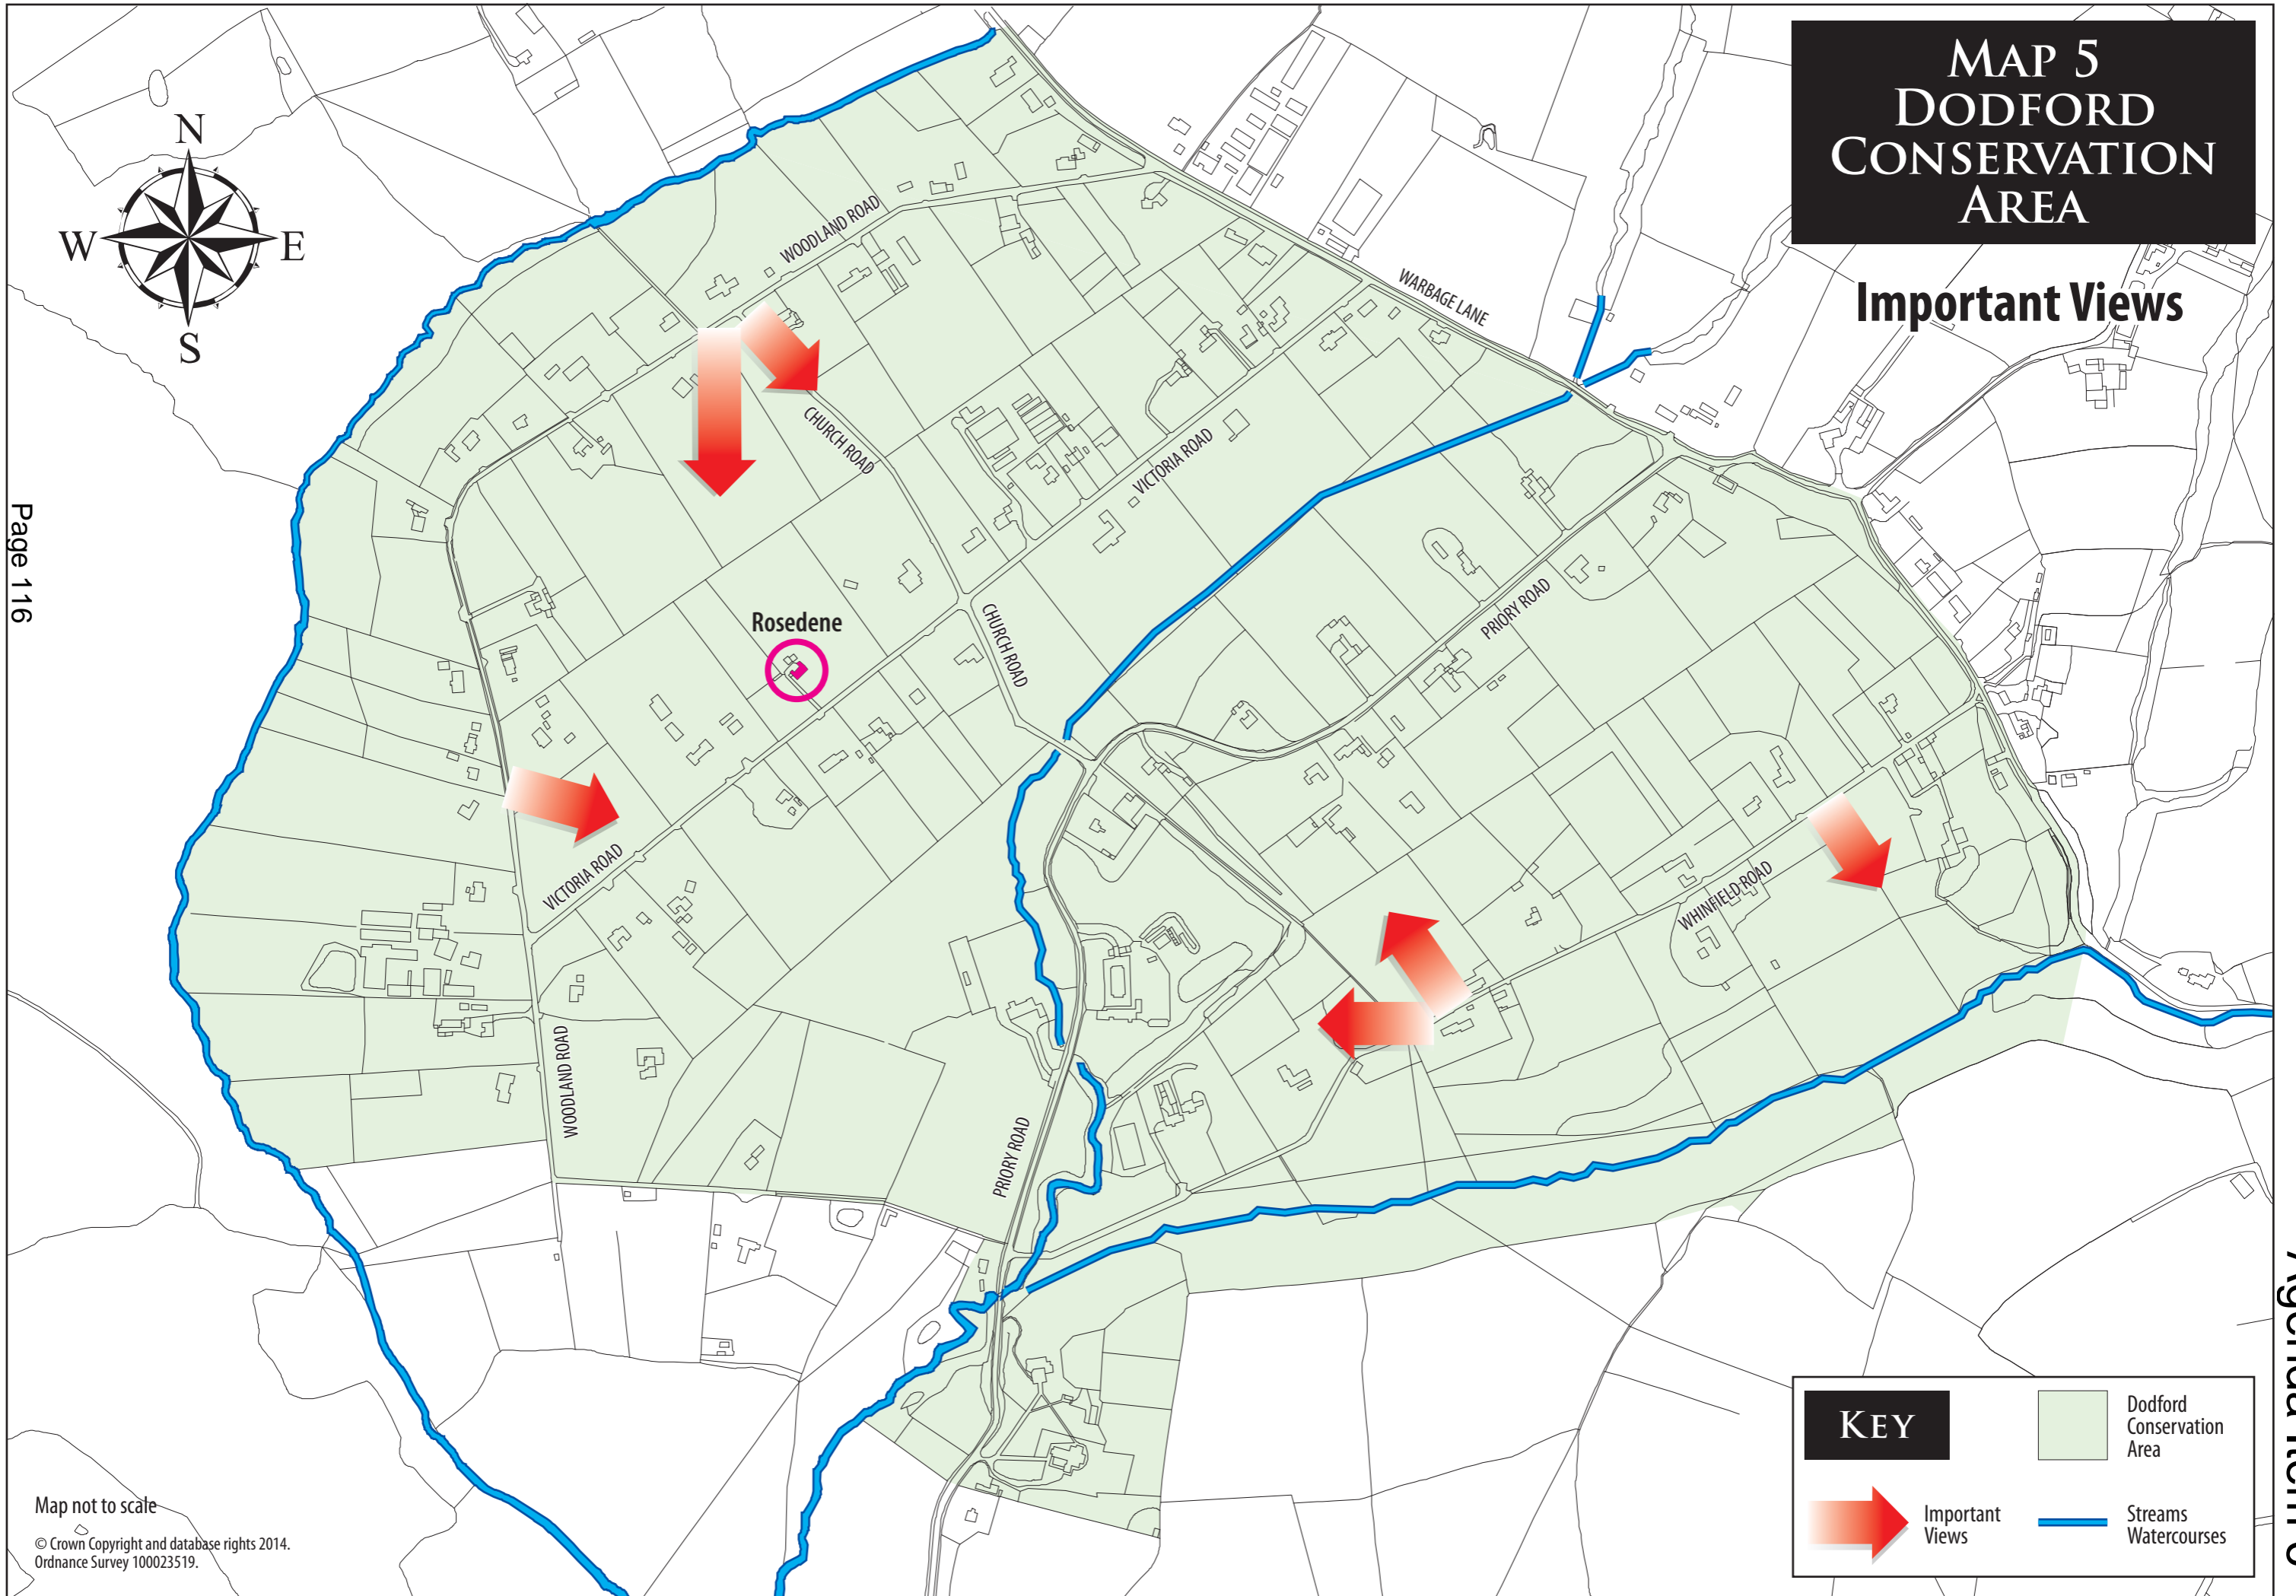 MAP 5
DODFORD
CONSERVATION
AREA
Important Views
N
W
E
S
WOODLAND ROAD
WARBAGE LANE
CHURCH ROAD
VICTORIA ROAD
Rosedene
CHURCH ROAD
PRIORY ROAD
VICTORIA ROAD
WHINFIELD ROAD
WOODLAND ROAD
PRIORY ROAD
Page 116
KEY
Dodford
Conservation
Area
Important
Views
Streams
Watercourses
Map not to scale
© Crown Copyright and database rights 2014.
Ordnance Survey 100023519.
Agenda Item